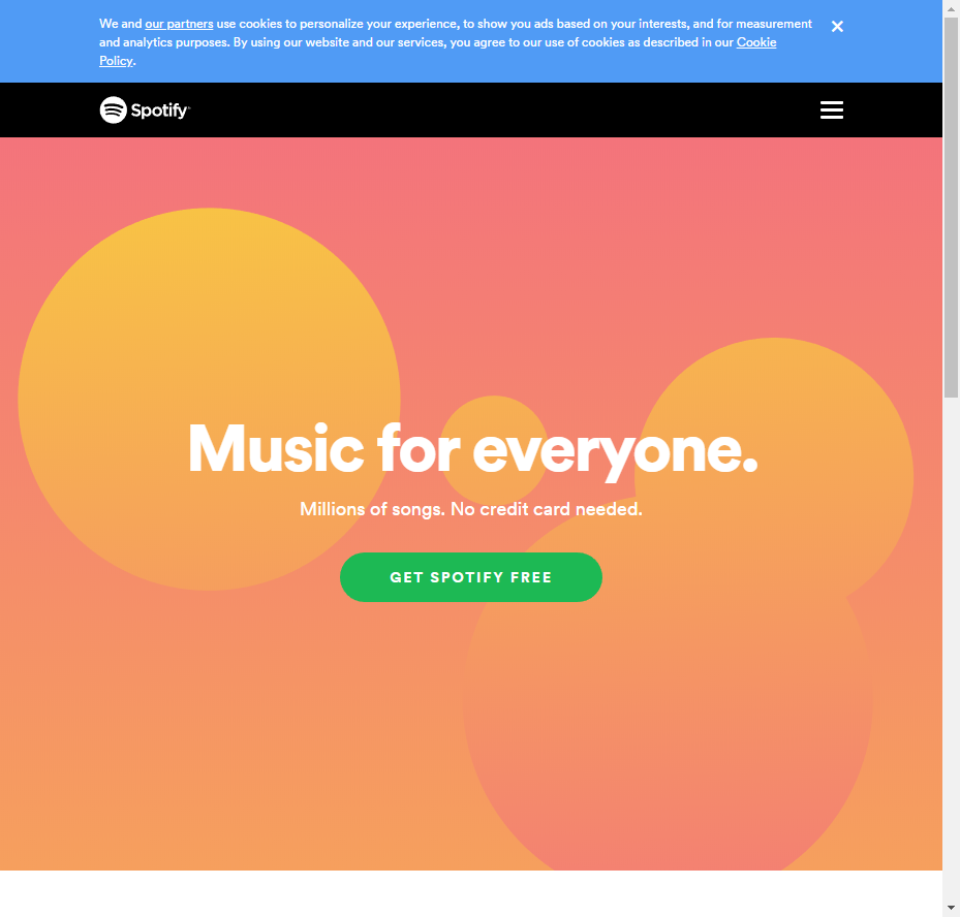 We and our partners use cookies to personalize your experience, to show you ads based on your interests, and for measurement
and analytics purposes. By using our website and our services, you agree to our use of cookies as described in our Cookie
Policy.
Spotify
Music for everyone.
Millions of songs. No credit card needed.
GET SPOTIFY FREE